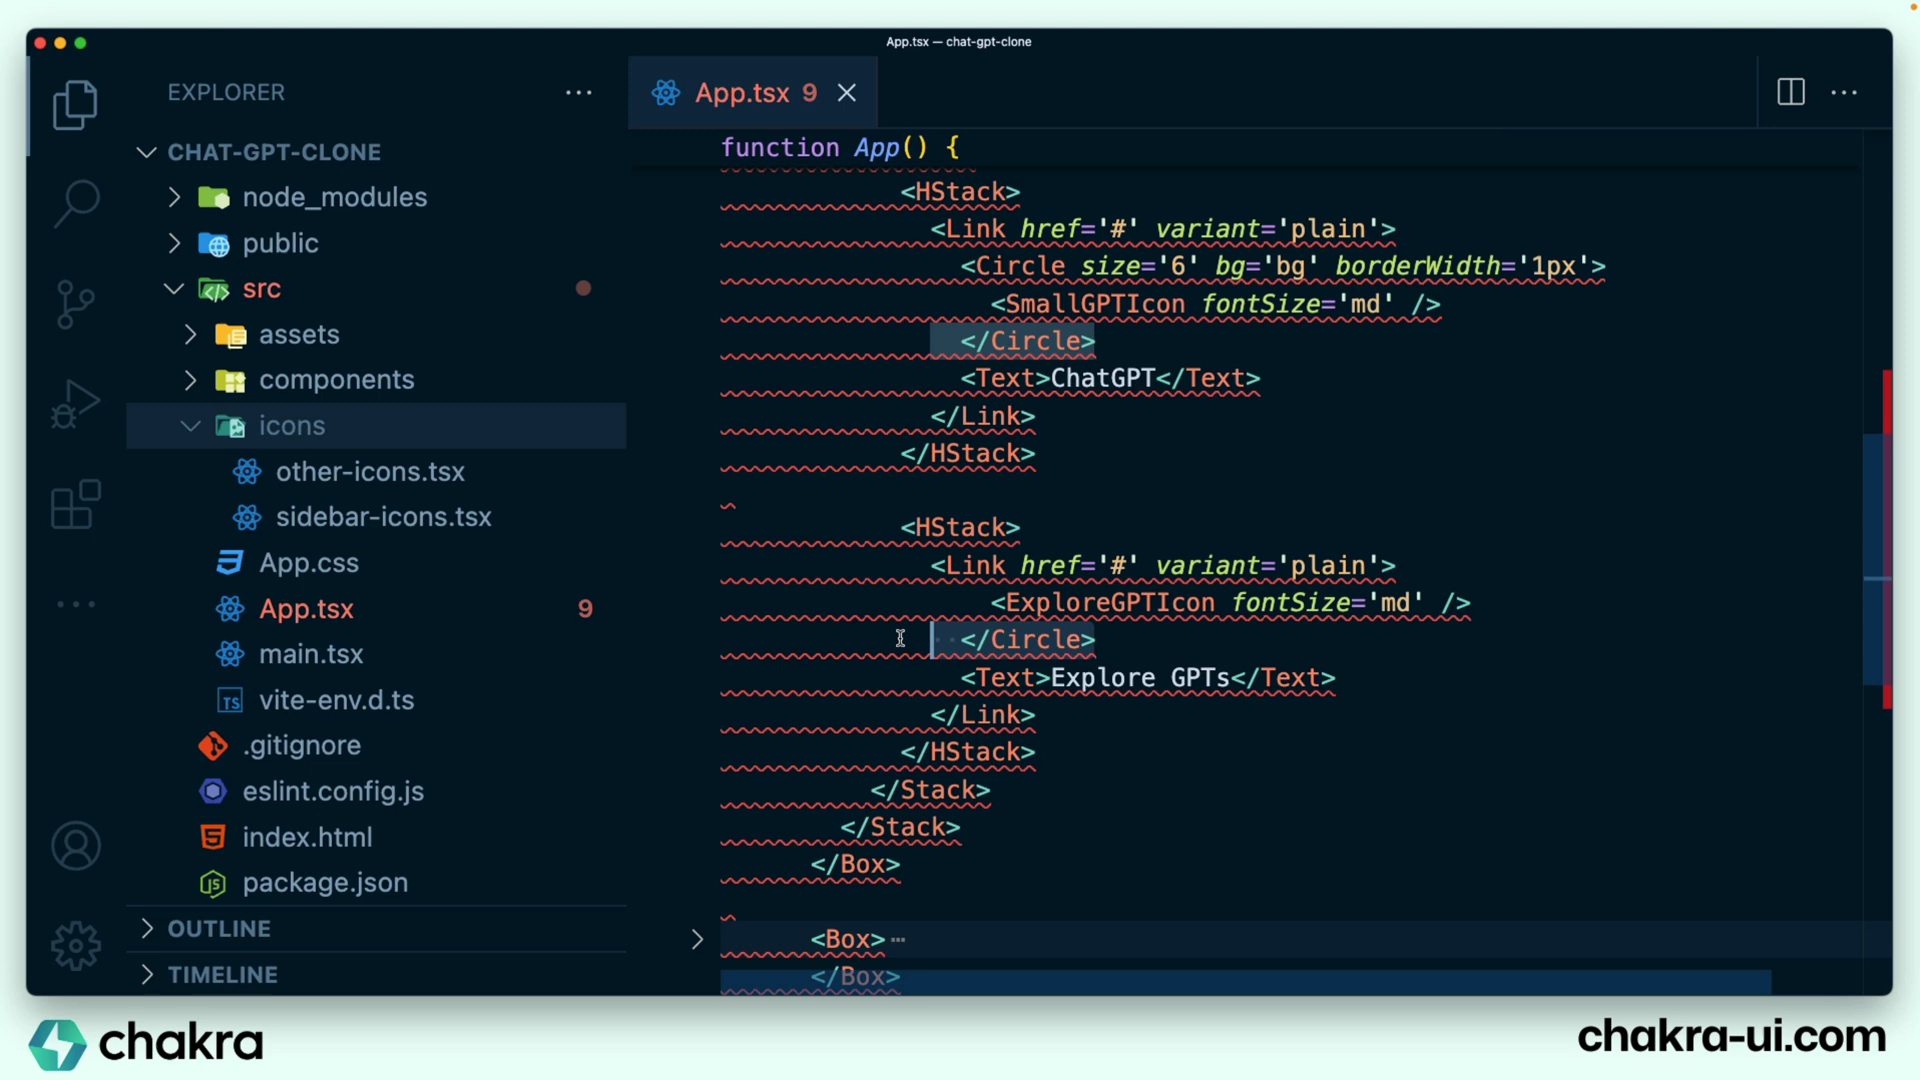 App.tsx — chat-gpt-clone
EXPLORER
App.tsx 9
CHAT-GPT-CLONE
node_modules
public
src
assets
components
icons
other-icons.tsx
sidebar-icons.tsx
App.css
App.tsx 9
main.tsx
TS vite-env.d.ts
.gitignore
eslint.config.js
index.html
JS package.json
OUTLINE
TIMELINE
function App() {
<HStack>
<Link href='#' variant='plain'>
<Circle size='6' bg='bg' borderWidth='1px'>
<SmallGPTIcon fontSize='md' />
</Circle>
<Text>ChatGPT</Text>
</Link>
</HStack>
<HStack>
<Link href='#' variant='plain'>
<ExploreGPTIcon fontSize='md' />
</Circle>
<Text>Explore GPTs</Text>
</Link>
</HStack>
</Stack>
</Stack>
</Box>
<Box>
</Box>
chakra
chakra-ui.com